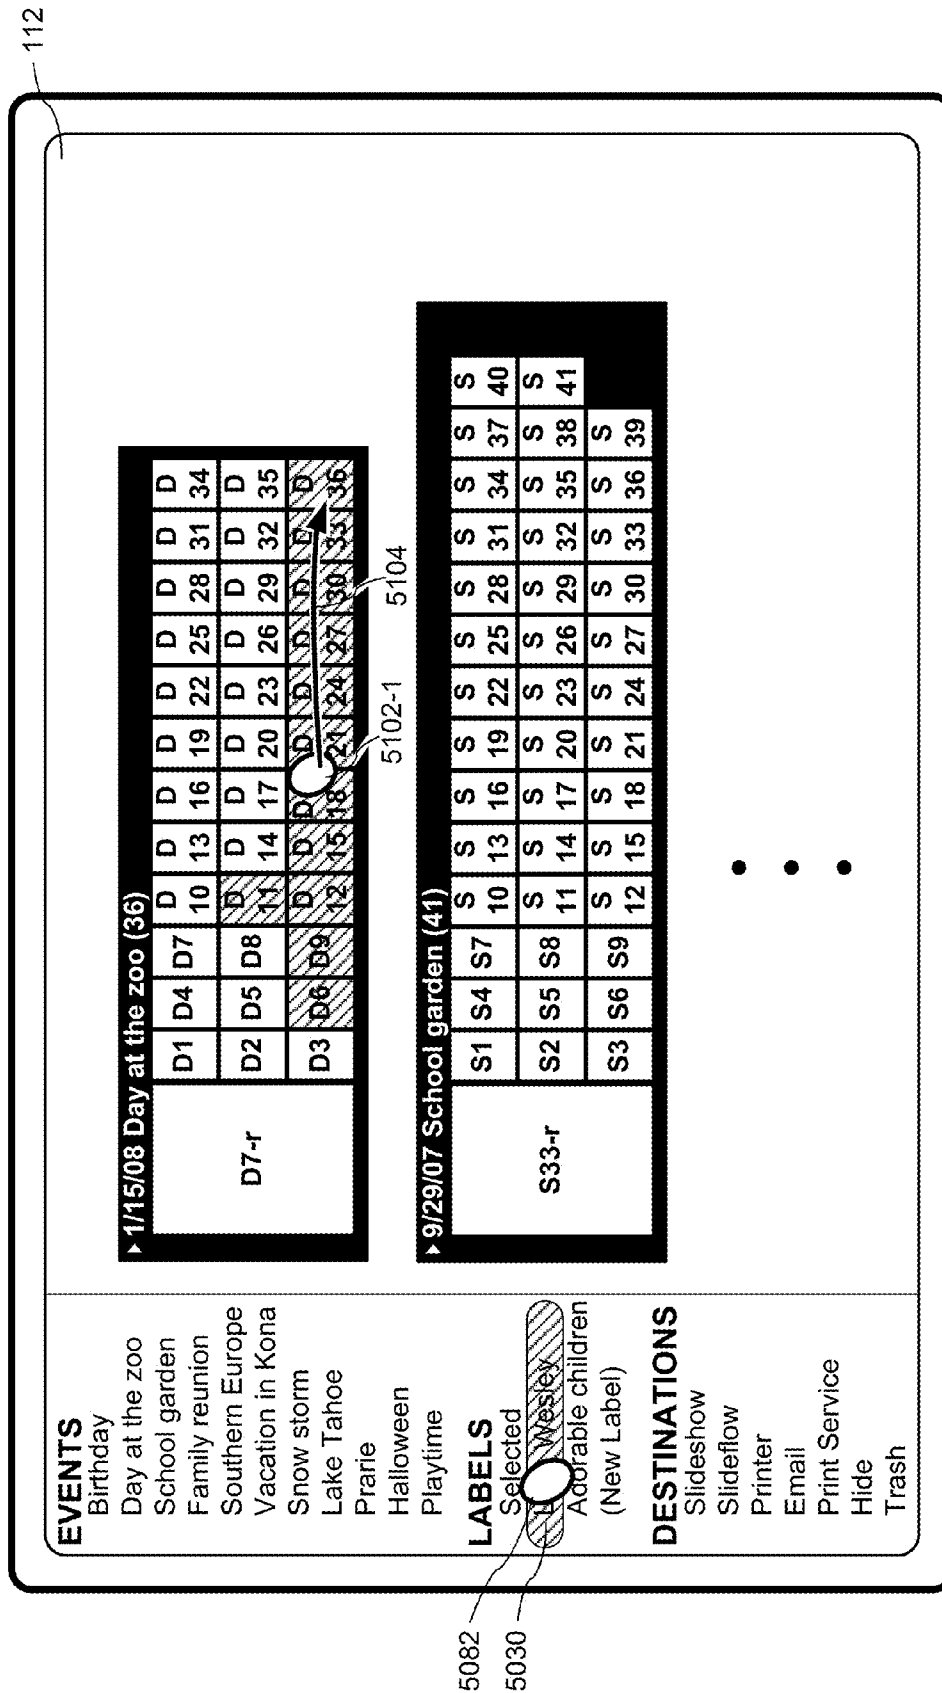 112
EVENTS
Birthday
Day at the zoo
School garden
Family reunion
Southern Europe
Vacation in Kona
Snow storm
Lake Tahoe
Prarie
Halloween
Playtime
LABELS
Selected
Wesley
Adorable children
(New Label)
DESTINATIONS
Slideshow
Slideflow
Printer
Email
Print Service
Hide
Trash
5082
5030
1/15/08 Day at the zoo (36)
D7-r
D1 D4 D7 D 10 D 13 D 16 D 19 D 22 D 25 D 28 D 31 D 34
D2 D5 D8 D 11 D 14 D 17 D 20 D 23 D 26 D 29 D 32 D 35
D3 D6 D9 D 12 D 15 D 18 D 21 D 24 D 27 D 30 D 33 D 36
5102-1
5104
9/29/07 School garden (41)
S33-r
S1 S4 S7 S 10 S 13 S 16 S 19 S 22 S 25 S 28 S 31 S 34 S 37 S 40
S2 S5 S8 S 11 S 14 S 17 S 20 S 23 S 26 S 29 S 32 S 35 S 38 S 41
S3 S6 S9 S 12 S 15 S 18 S 21 S 24 S 27 S 30 S 33 S 36 S 39